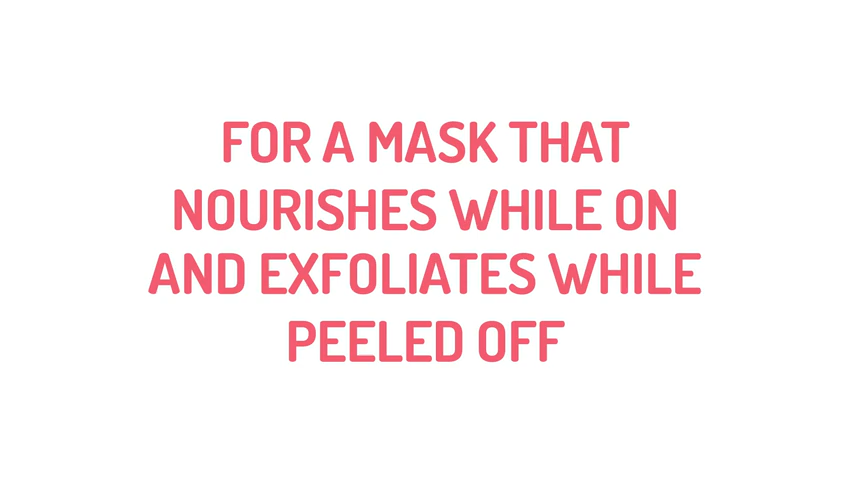 FOR A MASK THAT
NOURISHES WHILE ON
AND EXFOLIATES WHILE
PEELED OFF